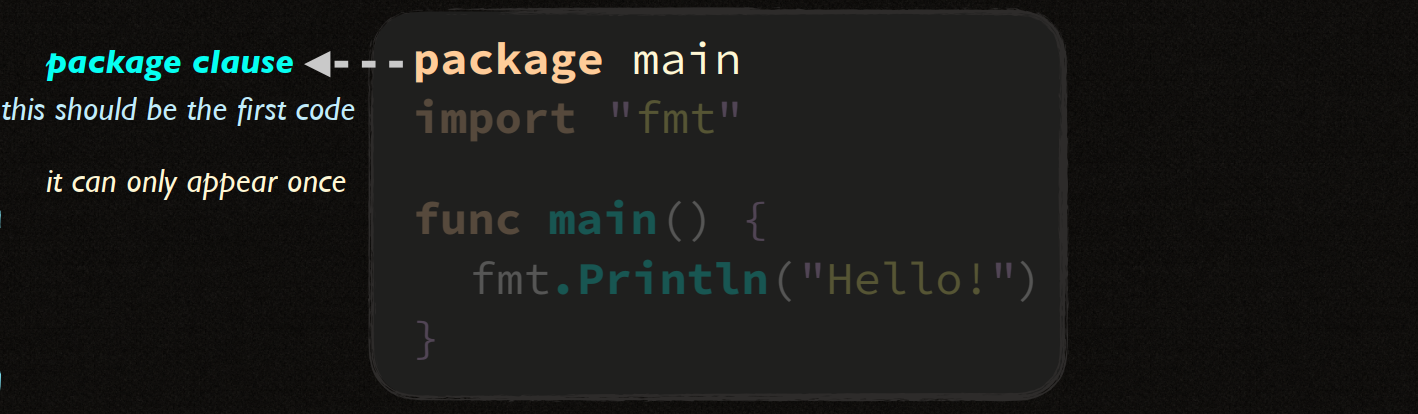 package clause
this should be the first code
it can only appear once
package main
import "fmt"
func main() {
fmt.Println("Hello!")
}